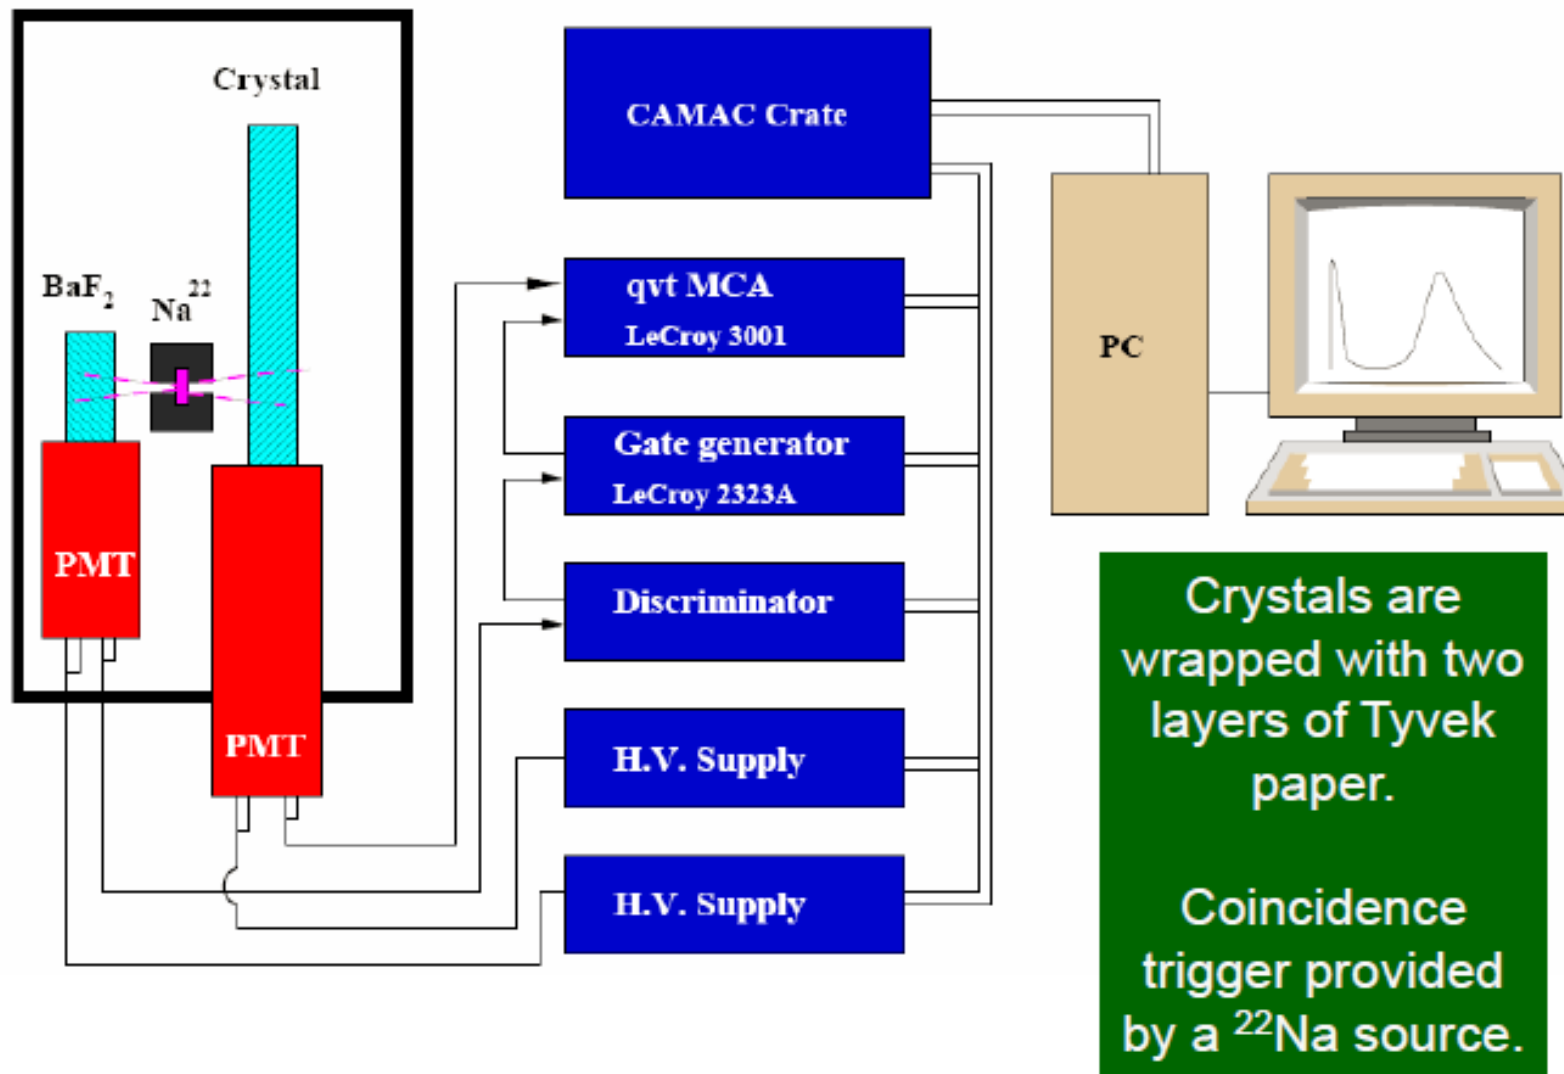 Crystal
BaF₂
Na²²
PMT
PMT
CAMAC Crate
qvt MCA
LeCroy 3001
Gate generator
LeCroy 2323A
Discriminator
H.V. Supply
H.V. Supply
PC
Crystals are
wrapped with two
layers of Tyvek
paper.
Coincidence
trigger provided
by a ²²Na source.